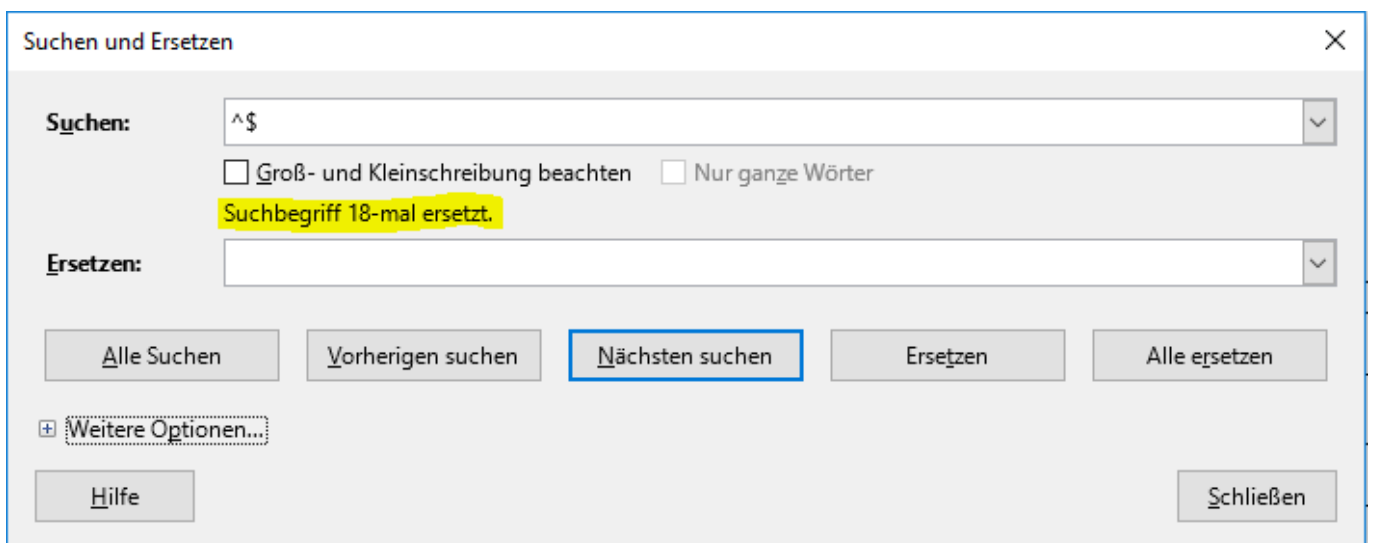 Suchen und Ersetzen
Suchen: ^$
Groß- und Kleinschreibung beachten Nur ganze Wörter
Suchbegriff 18-mal ersetzt.
Ersetzen:
Alle Suchen Vorherigen suchen Nächsten suchen Ersetzen Alle ersetzen
Weitere Optionen...
Hilfe Schließen